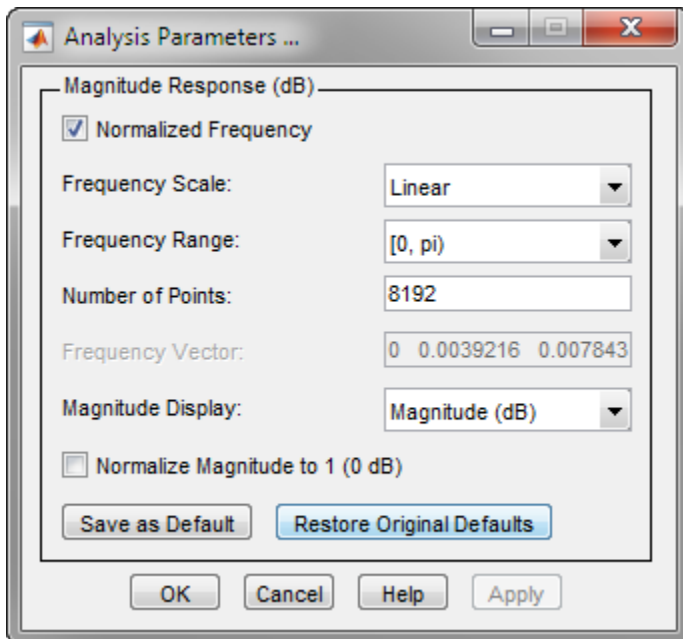 Analysis Parameters ...
Magnitude Response (dB)
Normalized Frequency
Frequency Scale: Linear
Frequency Range: [0, pi)
Number of Points: 8192
Frequency Vector: 0 0.0039216 0.007843
Magnitude Display: Magnitude (dB)
Normalize Magnitude to 1 (0 dB)
Save as Default Restore Original Defaults
OK Cancel Help Apply